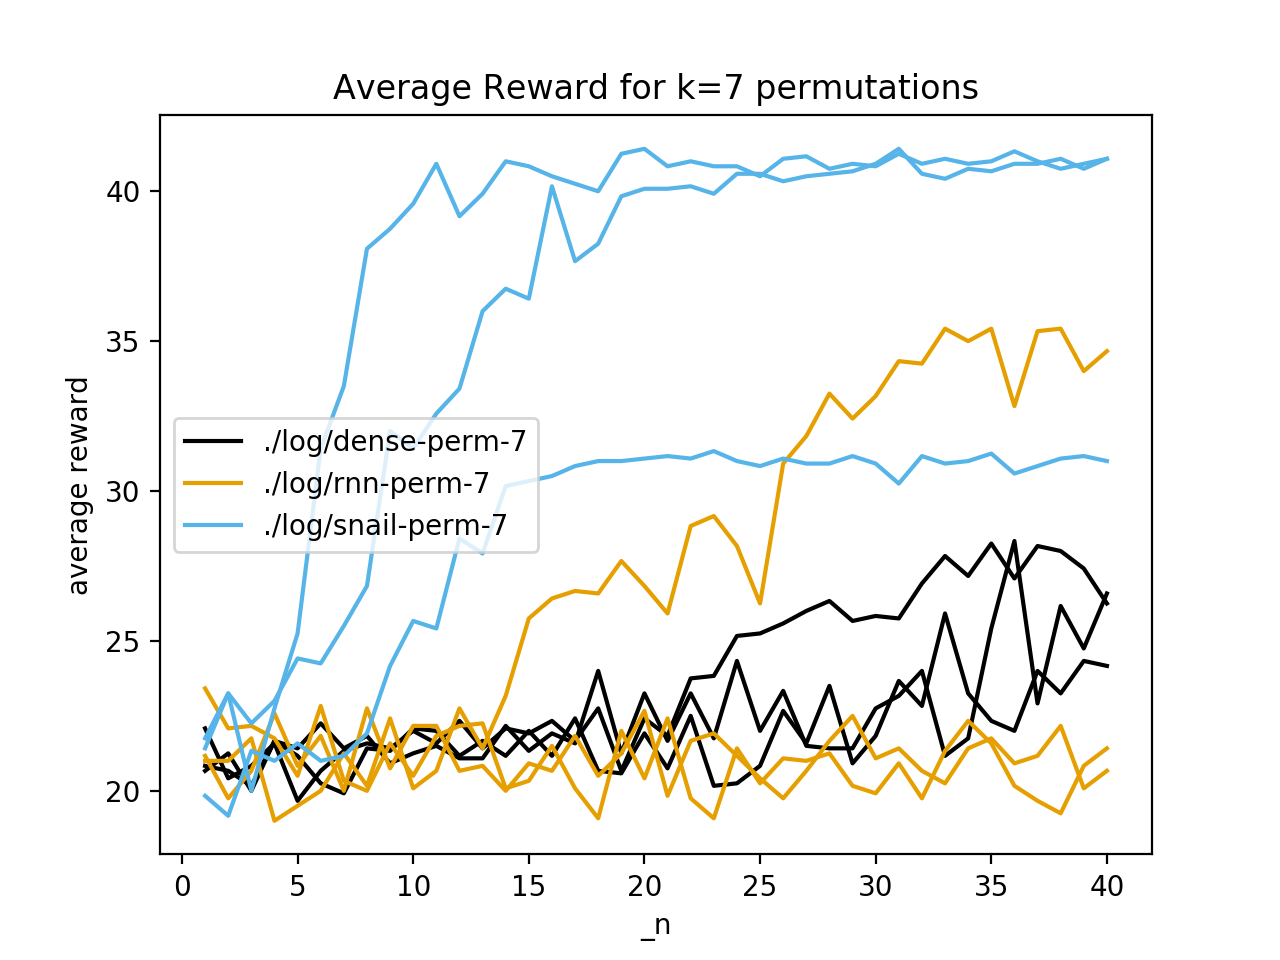 Average Reward for k=7 permutations
40
35
30
25
20
average reward
./log/dense-perm-7
./log/rnn-perm-7
./log/snail-perm-7
0 5 10 15 20 25 30 35 40
_n